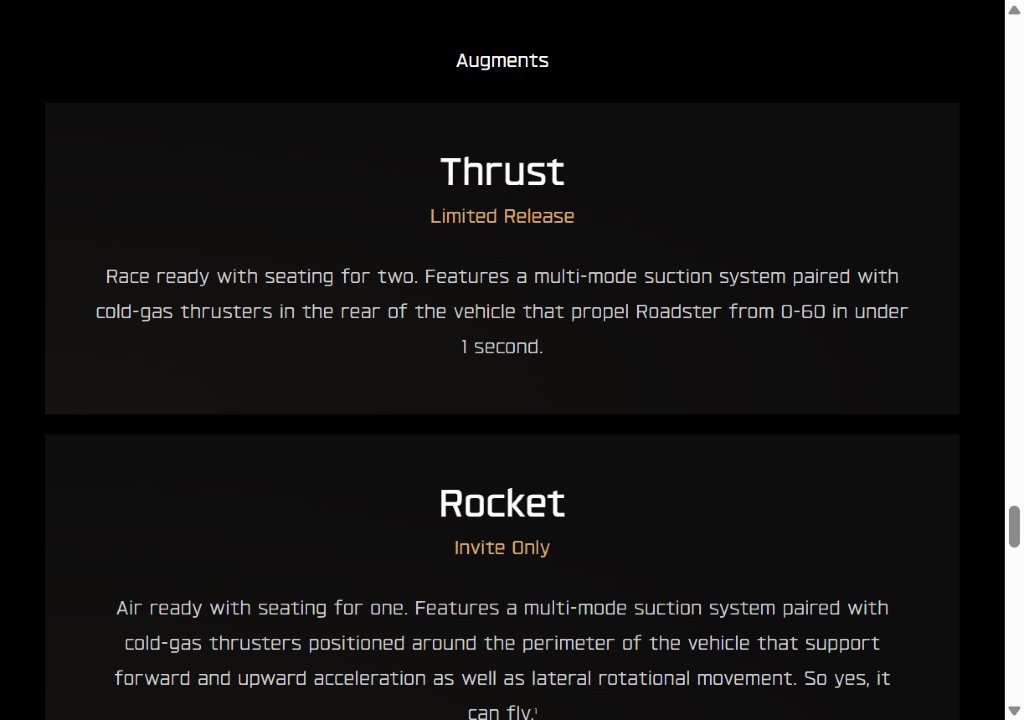 Augments
Thrust
Limited Release
Race ready with seating for two. Features a multi-mode suction system paired with
cold-gas thrusters in the rear of the vehicle that propel Roadster from 0-60 in under
1 second.
Rocket
Invite Only
Air ready with seating for one. Features a multi-mode suction system paired with
cold-gas thrusters positioned around the perimeter of the vehicle that support
forward and upward acceleration as well as lateral rotational movement. So yes, it
can fly.¹